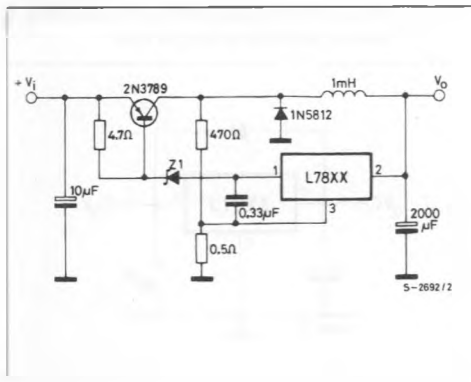 + Vi
2N3789
1mH
Vo
4.7Ω
470Ω
1N5812
Z1
1
L78XX
2
10µF
0.33µF
3
2000
µF
0.5Ω
S-2692/2